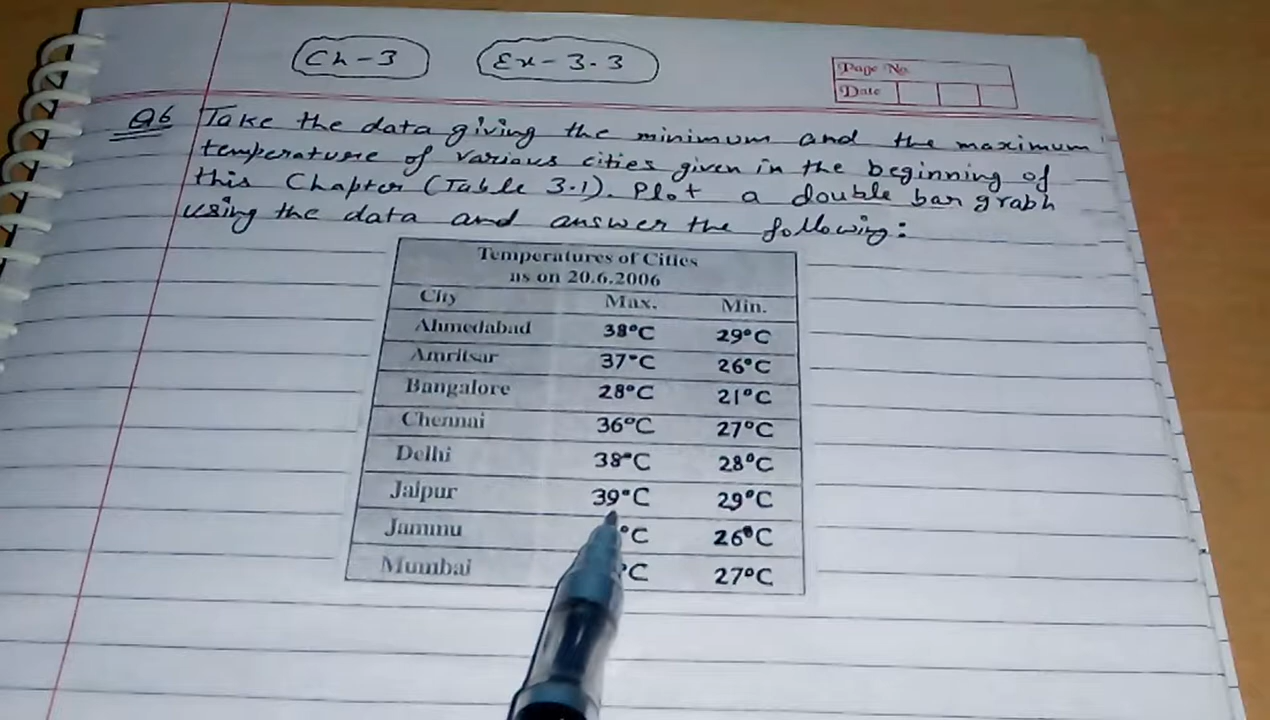 Ch-3 Ex-3.3
Page No.
Date
Q6 Take the data giving the minimum and the maximum
temperature of various cities given in the beginning of
this Chapter (Table 3.1). Plot a double bar graph
using the data and answer the following:
Temperatures of Cities
as on 20.6.2006
City Max. Min.
Ahmedabad 38°C 29°C
Amritsar 37°C 26°C
Bangalore 28°C 21°C
Chennai 36°C 27°C
Delhi 38°C 28°C
Jaipur 39°C 29°C
Jammu °C 26°C
Mumbai °C 27°C